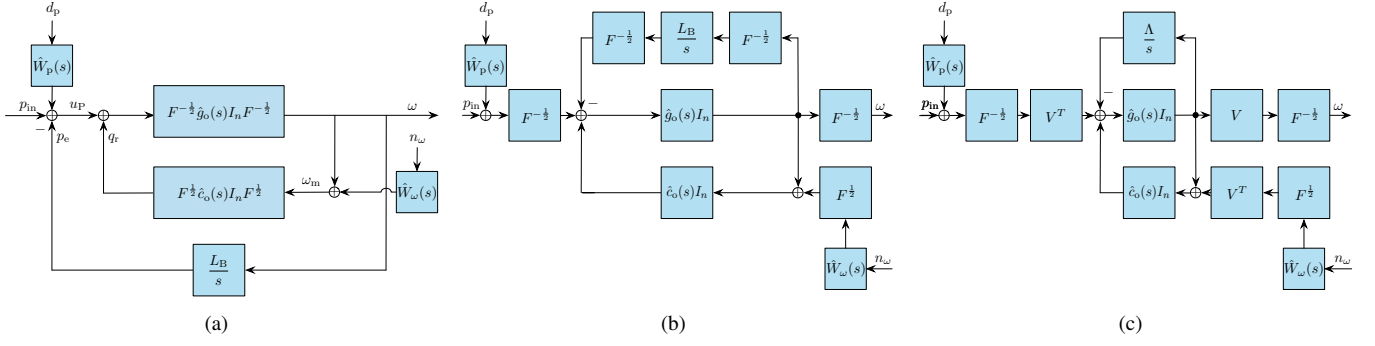 d_p
Ŵ_p(s)
p_in
u_P
−
p_e
q_r
F^{-1/2} ĝ_o(s) I_n F^{-1/2}
ω
n_ω
F^{1/2} ĉ_o(s) I_n F^{1/2}
ω_m
Ŵ_ω(s)
L_B/s
(a)
d_p
Ŵ_p(s)
p_in
F^{-1/2}
F^{-1/2}
L_B/s
F^{-1/2}
−
ĝ_o(s) I_n
F^{-1/2}
ω
ĉ_o(s) I_n
F^{1/2}
Ŵ_ω(s)
n_ω
(b)
d_p
Ŵ_p(s)
p_in
F^{-1/2}
V^T
Λ/s
−
ĝ_o(s) I_n
V
F^{-1/2}
ω
ĉ_o(s) I_n
V^T
F^{1/2}
Ŵ_ω(s)
n_ω
(c)